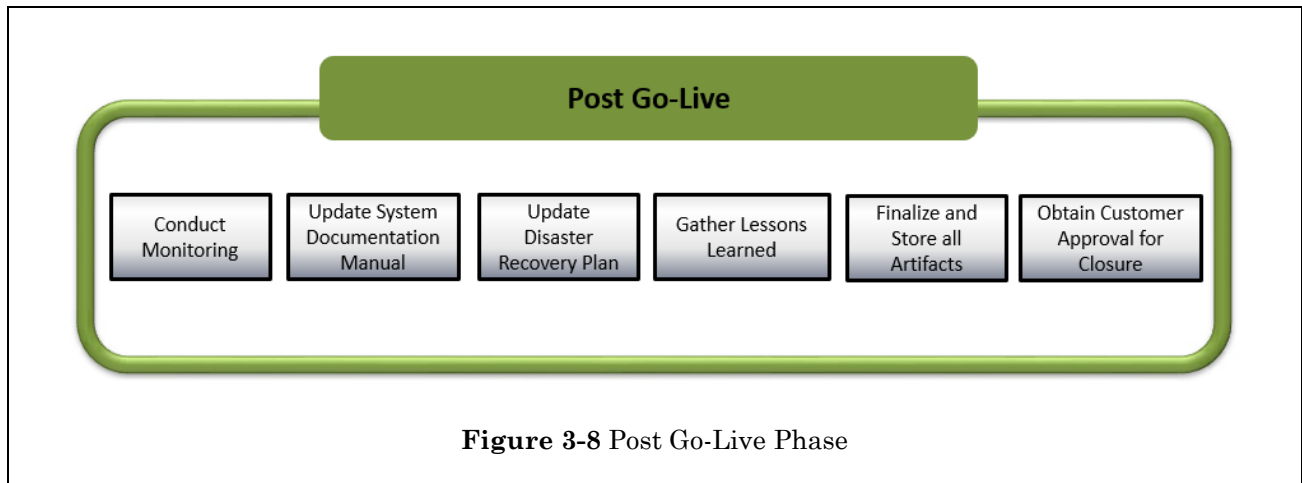 Post Go-Live
Conduct
Monitoring
Update System
Documentation
Manual
Update
Disaster
Recovery Plan
Gather Lessons
Learned
Finalize and
Store all
Artifacts
Obtain Customer
Approval for
Closure
Figure 3-8 Post Go-Live Phase